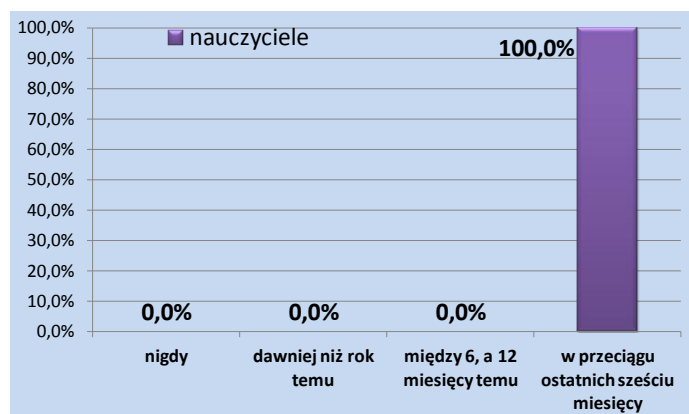 100,0%
90,0%
80,0%
70,0%
60,0%
50,0%
40,0%
30,0%
20,0%
10,0%
0,0%
nauczyciele
100,0%
0,0%
0,0%
0,0%
nigdy
dawniej niż rok
temu
między 6, a 12
miesięcy temu
w przeciągu
ostatnich sześciu
miesięcy